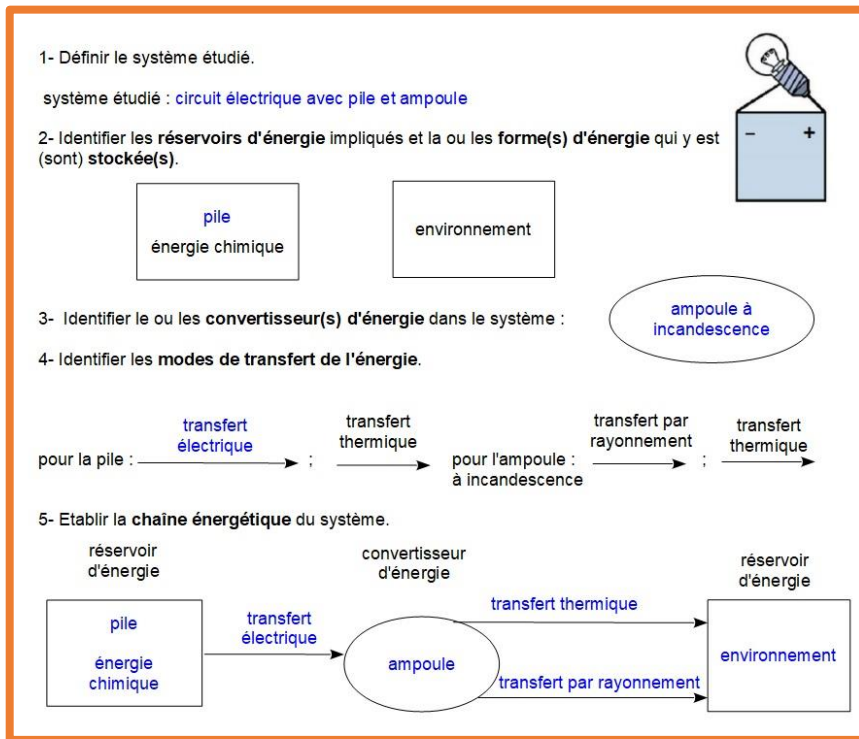 1- Définir le système étudié.
système étudié : circuit électrique avec pile et ampoule
2- Identifier les réservoirs d'énergie impliqués et la ou les forme(s) d'énergie qui y est
(sont) stockée(s).
- +
pile
énergie chimique
environnement
3- Identifier le ou les convertisseur(s) d'énergie dans le système :
ampoule à
incandescence
4- Identifier les modes de transfert de l'énergie.
pour la pile :
transfert
électrique
;
transfert
thermique
pour l'ampoule :
à incandescence
transfert par
rayonnement
;
transfert
thermique
5- Etablir la chaîne énergétique du système.
réservoir
d'énergie
convertisseur
d'énergie
réservoir
d'énergie
pile
énergie
chimique
transfert
électrique
ampoule
transfert thermique
transfert par rayonnement
environnement